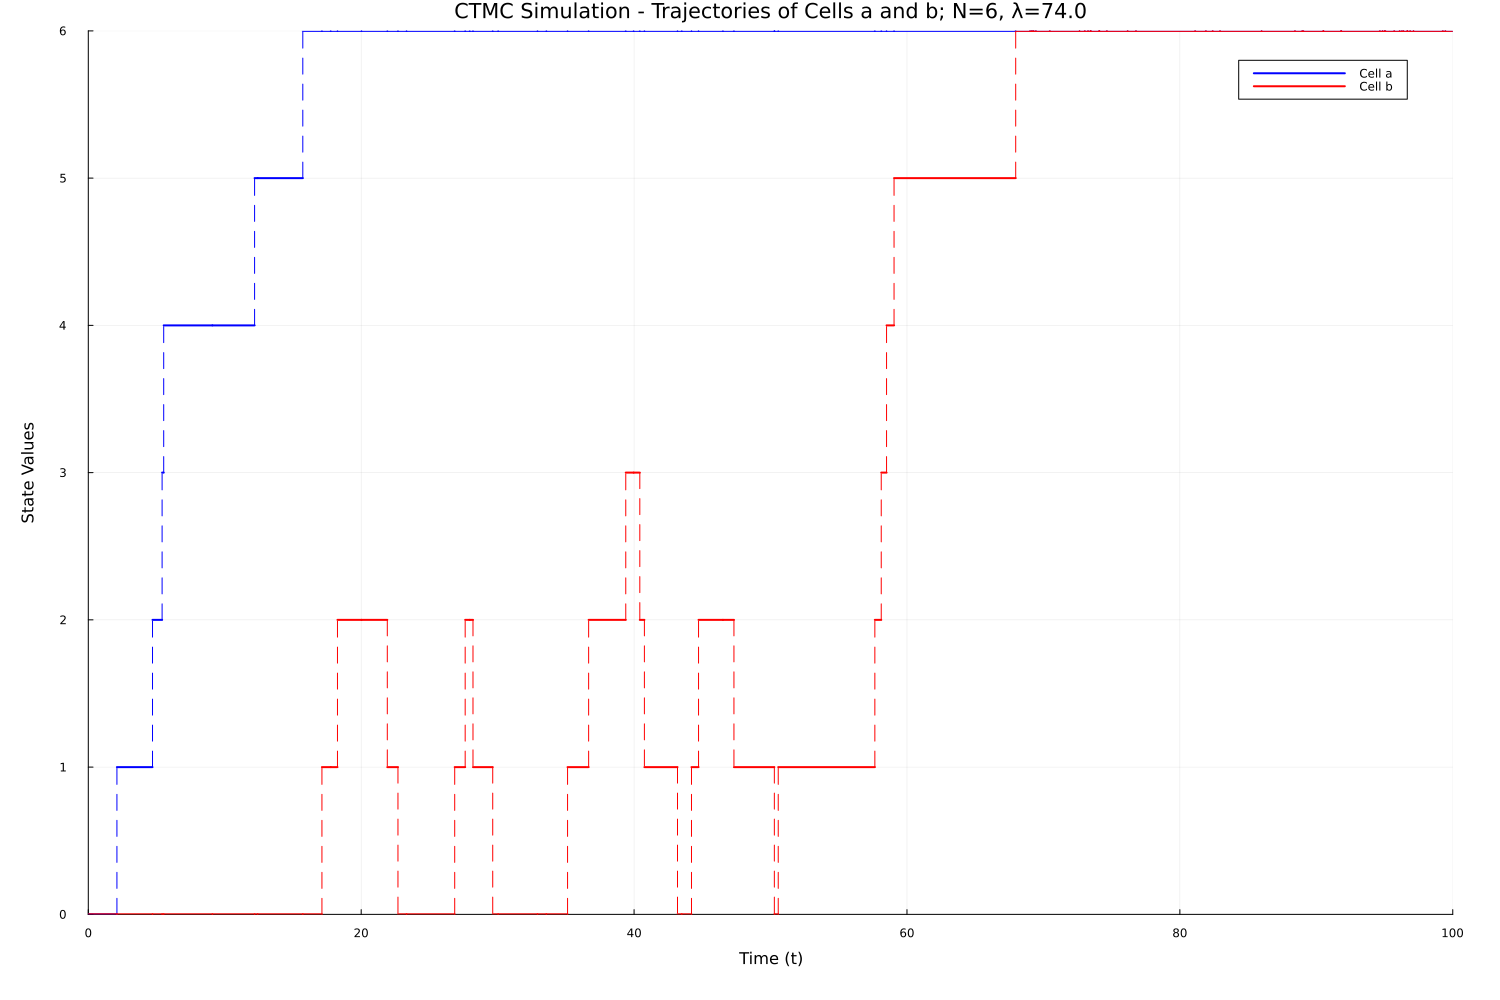 CTMC Simulation - Trajectories of Cells a and b; N=6, λ=74.0
6
5
4
3
2
1
0
State Values
Cell a
Cell b
0 20 40 60 80 100
Time (t)